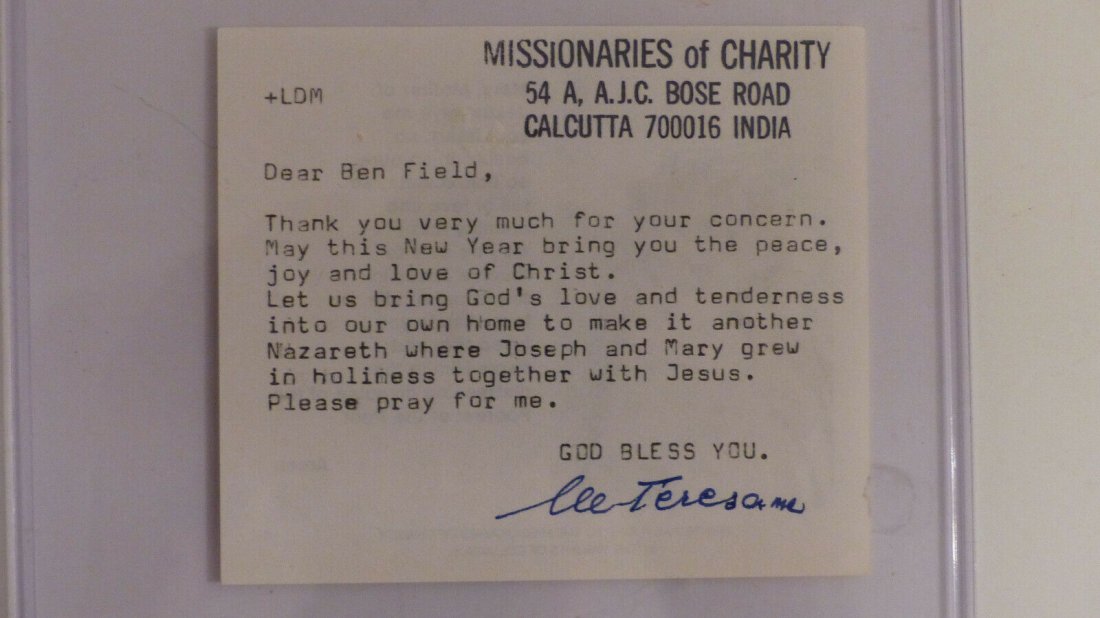 MISSIONARIES of CHARITY
+LDM 54 A, A.J.C. BOSE ROAD
CALCUTTA 700016 INDIA
Dear Ben Field,
Thank you very much for your concern.
May this New Year bring you the peace,
joy and love of Christ.
Let us bring God's love and tenderness
into our own home to make it another
Nazareth where Joseph and Mary grew
in holiness together with Jesus.
Please pray for me.
GOD BLESS YOU.
Teresa mc